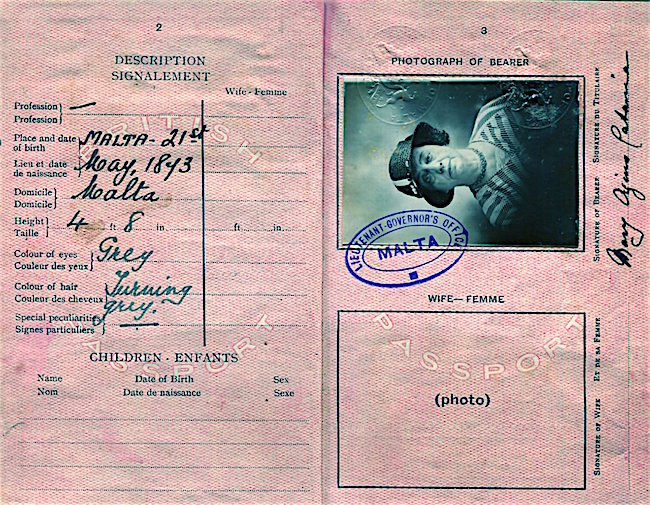 2
DESCRIPTION
SIGNALEMENT
Wife - Femme
Profession } —
Profession }
Place and date } MALTA - 21st
of birth
Lieu et date } May, 1893
de naissance
Domicile } Malta
Domicile
Height } 4 ft 8 in. ft. in.
Taille
Colour of eyes } Grey
Couleur des yeux
Colour of hair } Turning
Couleur des cheveux } grey.
Special peculiarities } —
Signes particuliers
CHILDREN - ENFANTS
Name Date of Birth Sex
Nom Date de naissance Sexe
BRITISH
PASSPORT
3
PHOTOGRAPH OF BEARER
LIEUTENANT-GOVERNOR'S OFFICE
MALTA
WIFE — FEMME
PASSPORT
(photo)
SIGNATURE OF BEARER SIGNATURE DU TITULAIRE
Mary
SIGNATURE OF WIFE ET DE SA FEMME